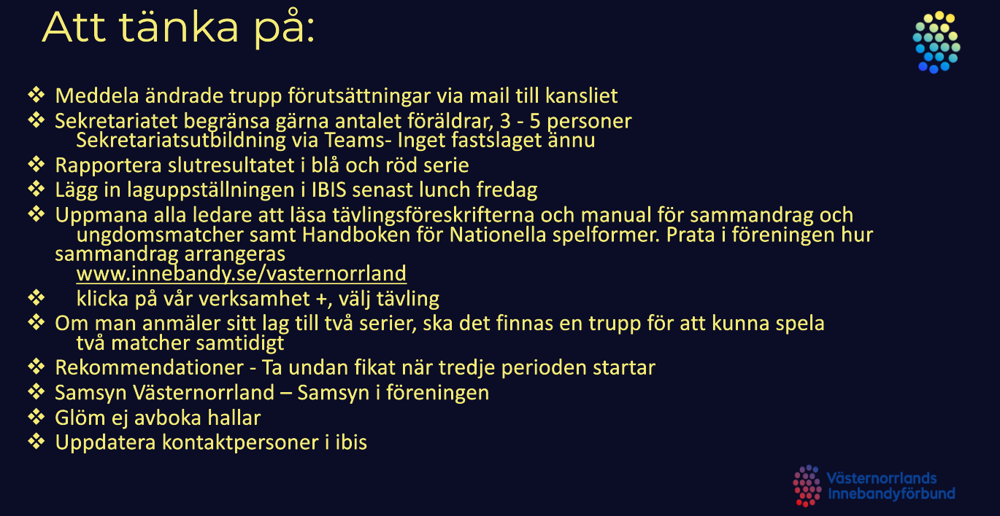 Att tänka på:
❖ Meddela ändrade trupp förutsättningar via mail till kansliet
❖ Sekretariatet begränsa gärna antalet föräldrar, 3 - 5 personer
Sekretariatsutbildning via Teams- Inget fastslaget ännu
❖ Rapportera slutresultatet i blå och röd serie
❖ Lägg in laguppställningen i IBIS senast lunch fredag
❖ Uppmana alla ledare att läsa tävlingsföreskrifterna och manual för sammandrag och
ungdomsmatcher samt Handboken för Nationella spelformer. Prata i föreningen hur
sammandrag arrangeras
www.innebandy.se/vasternorrland
❖ klicka på vår verksamhet +, välj tävling
❖ Om man anmäler sitt lag till två serier, ska det finnas en trupp för att kunna spela
två matcher samtidigt
❖ Rekommendationer - Ta undan fikat när tredje perioden startar
❖ Samsyn Västernorrland – Samsyn i föreningen
❖ Glöm ej avboka hallar
❖ Uppdatera kontaktpersoner i ibis
Västernorrlands
Innebandyförbund